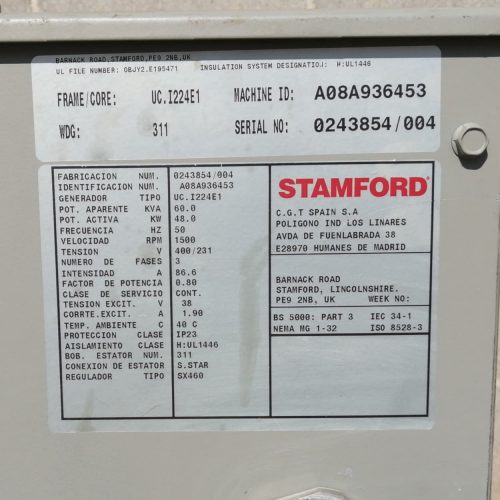 BARNACK ROAD, STAMFORD, PE9 2NB, UK
UL FILE NUMBER: OBJY2.E195471 INSULATION SYSTEM DESIGNATIOJ: H:UL1446
FRAME/CORE: UC.I224E1 MACHINE ID: A08A936453
WDG: 311 SERIAL NO: 0243854/004
FABRICACION NUM. 0243854/004
IDENTIFICACION NUM. A08A936453
GENERADOR TIPO UC.I224E1
POT. APARENTE KVA 60.0
POT. ACTIVA KW 48.0
FRECUENCIA HZ 50
VELOCIDAD RPM 1500
TENSION V 400/231
NUMERO DE FASES 3
INTENSIDAD A 86.6
FACTOR DE POTENCIA 0.80
CLASE DE SERVICIO CONT.
TENSION EXCIT. V 38
CORRTE.EXCIT. A 1.90
TEMP. AMBIENTE C 40 C
PROTECCION CLASE IP23
AISLAMIENTO CLASE H:UL1446
BOB. ESTATOR NUM. 311
CONEXION DE ESTATOR S.STAR
REGULADOR TIPO SX460
STAMFORD
C.G.T SPAIN S.A
POLIGONO IND LOS LINARES
AVDA DE FUENLABRADA 38
E28970 HUMANES DE MADRID
BARNACK ROAD
STAMFORD, LINCOLNSHIRE.
PE9 2NB, UK WEEK NO:
BS 5000: PART 3 IEC 34-1
NEMA MG 1-32 ISO 8528-3